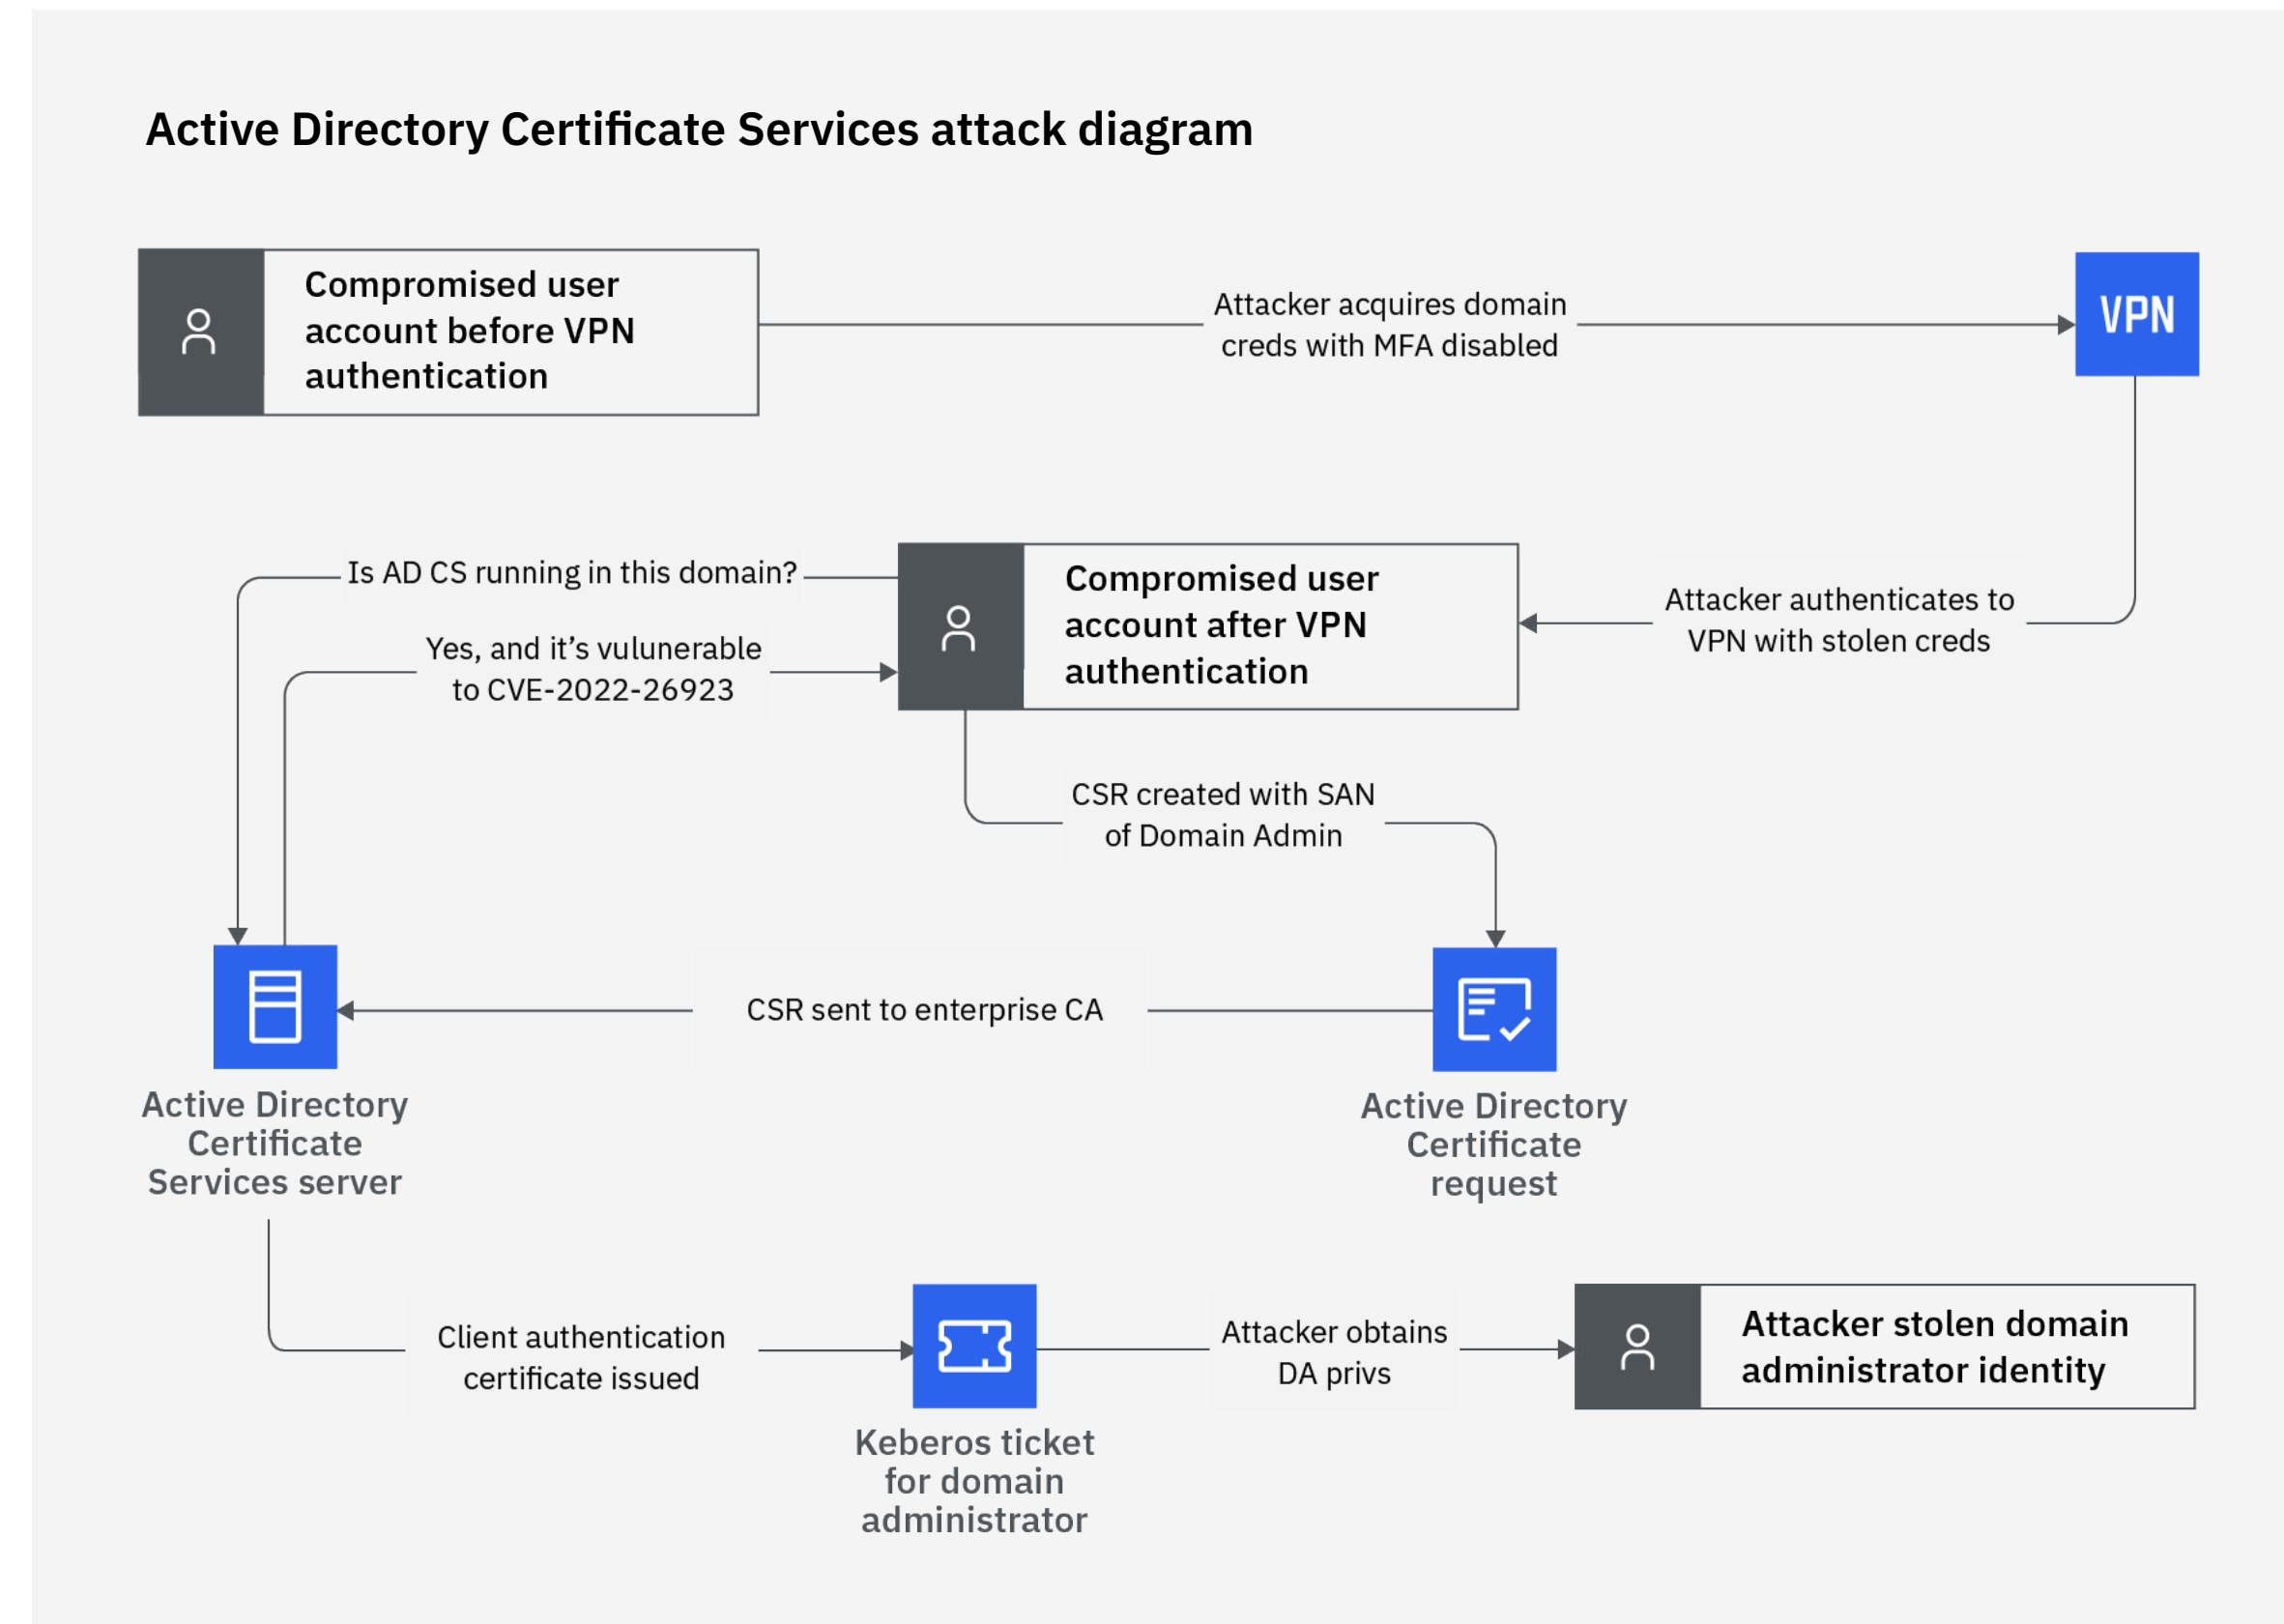 Active Directory Certificate Services attack diagram
Compromised user
account before VPN
authentication
Attacker acquires domain
creds with MFA disabled
VPN
Is AD CS running in this domain?
Yes, and it’s vulunerable
to CVE-2022-26923
Compromised user
account after VPN
authentication
Attacker authenticates to
VPN with stolen creds
CSR created with SAN
of Domain Admin
CSR sent to enterprise CA
Active Directory
Certificate
Services server
Active Directory
Certificate
request
Client authentication
certificate issued
Keberos ticket
for domain
administrator
Attacker obtains
DA privs
Attacker stolen domain
administrator identity